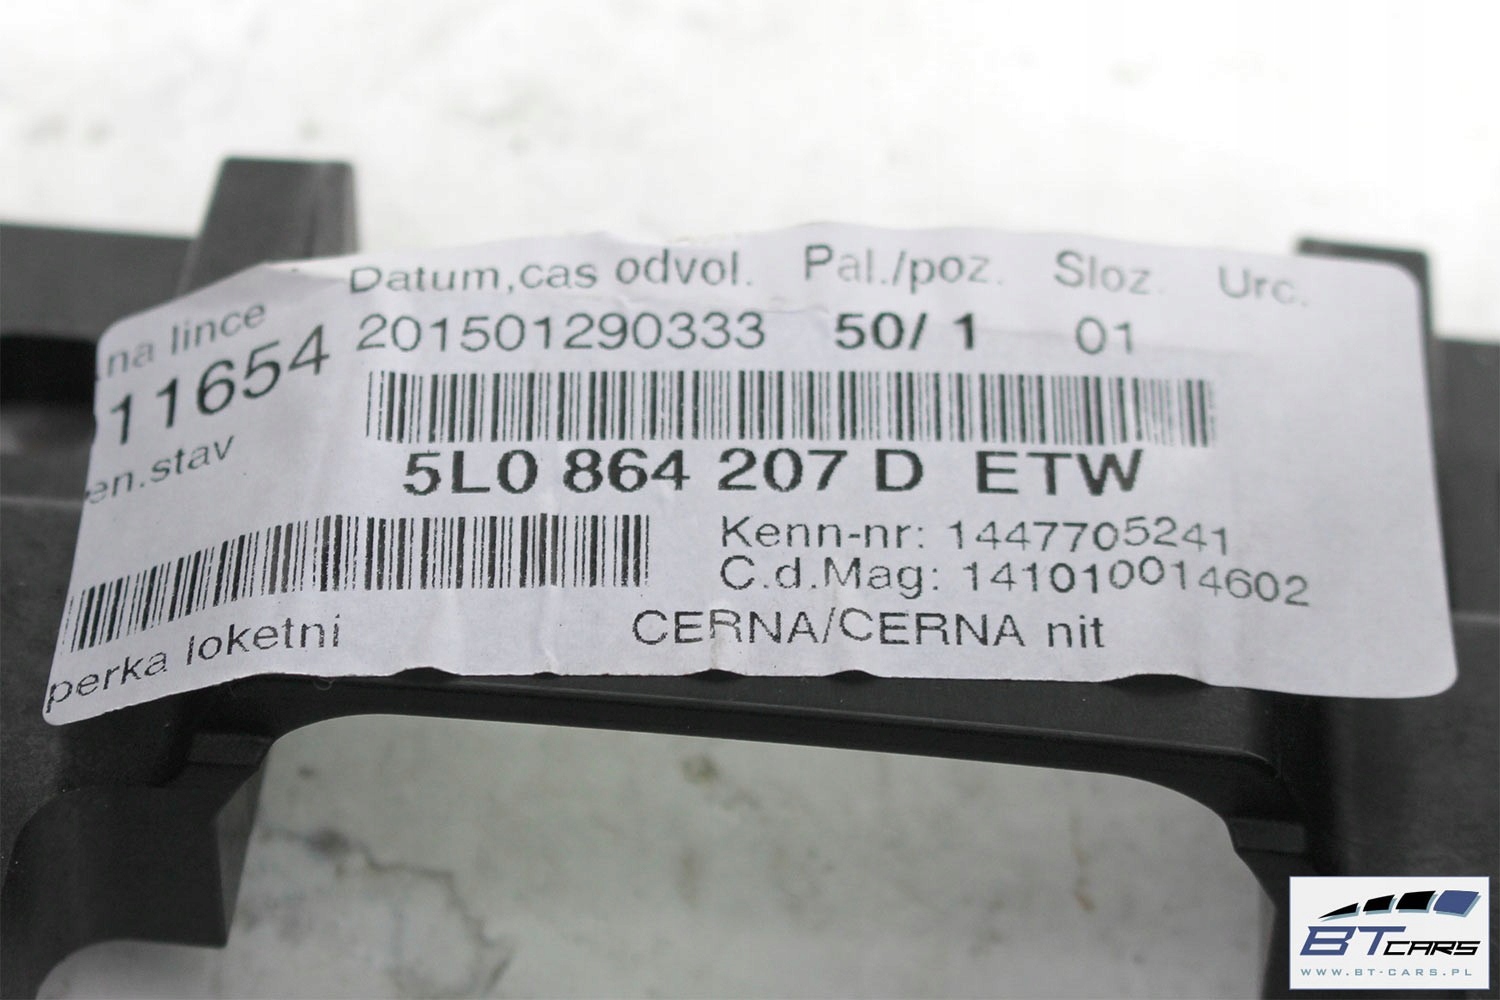 na lince
11654
en.stav
perka loketni
Datum,cas odvol. Pal./poz. Sloz. Urc.
201501290333 50/ 1 01
5L0 864 207 D ETW
Kenn-nr: 1447705241
C.d.Mag: 141010014602
CERNA/CERNA nit
BTCARS
WWW.BT-CARS.PL